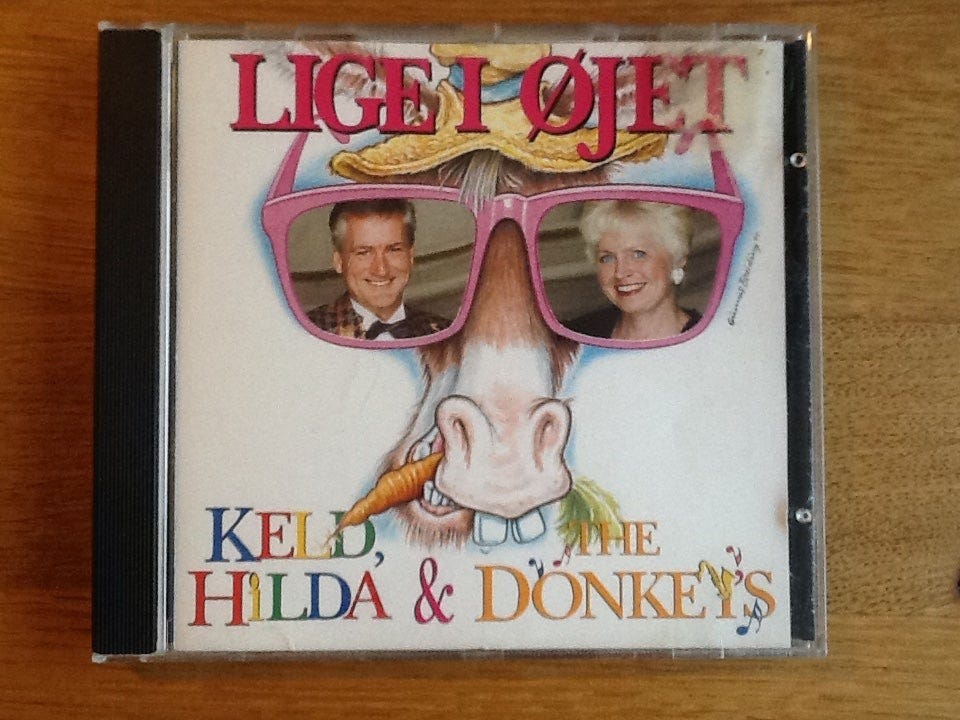 LIGE I ØJET
KELD,
HILDA & THE DONKEY'S